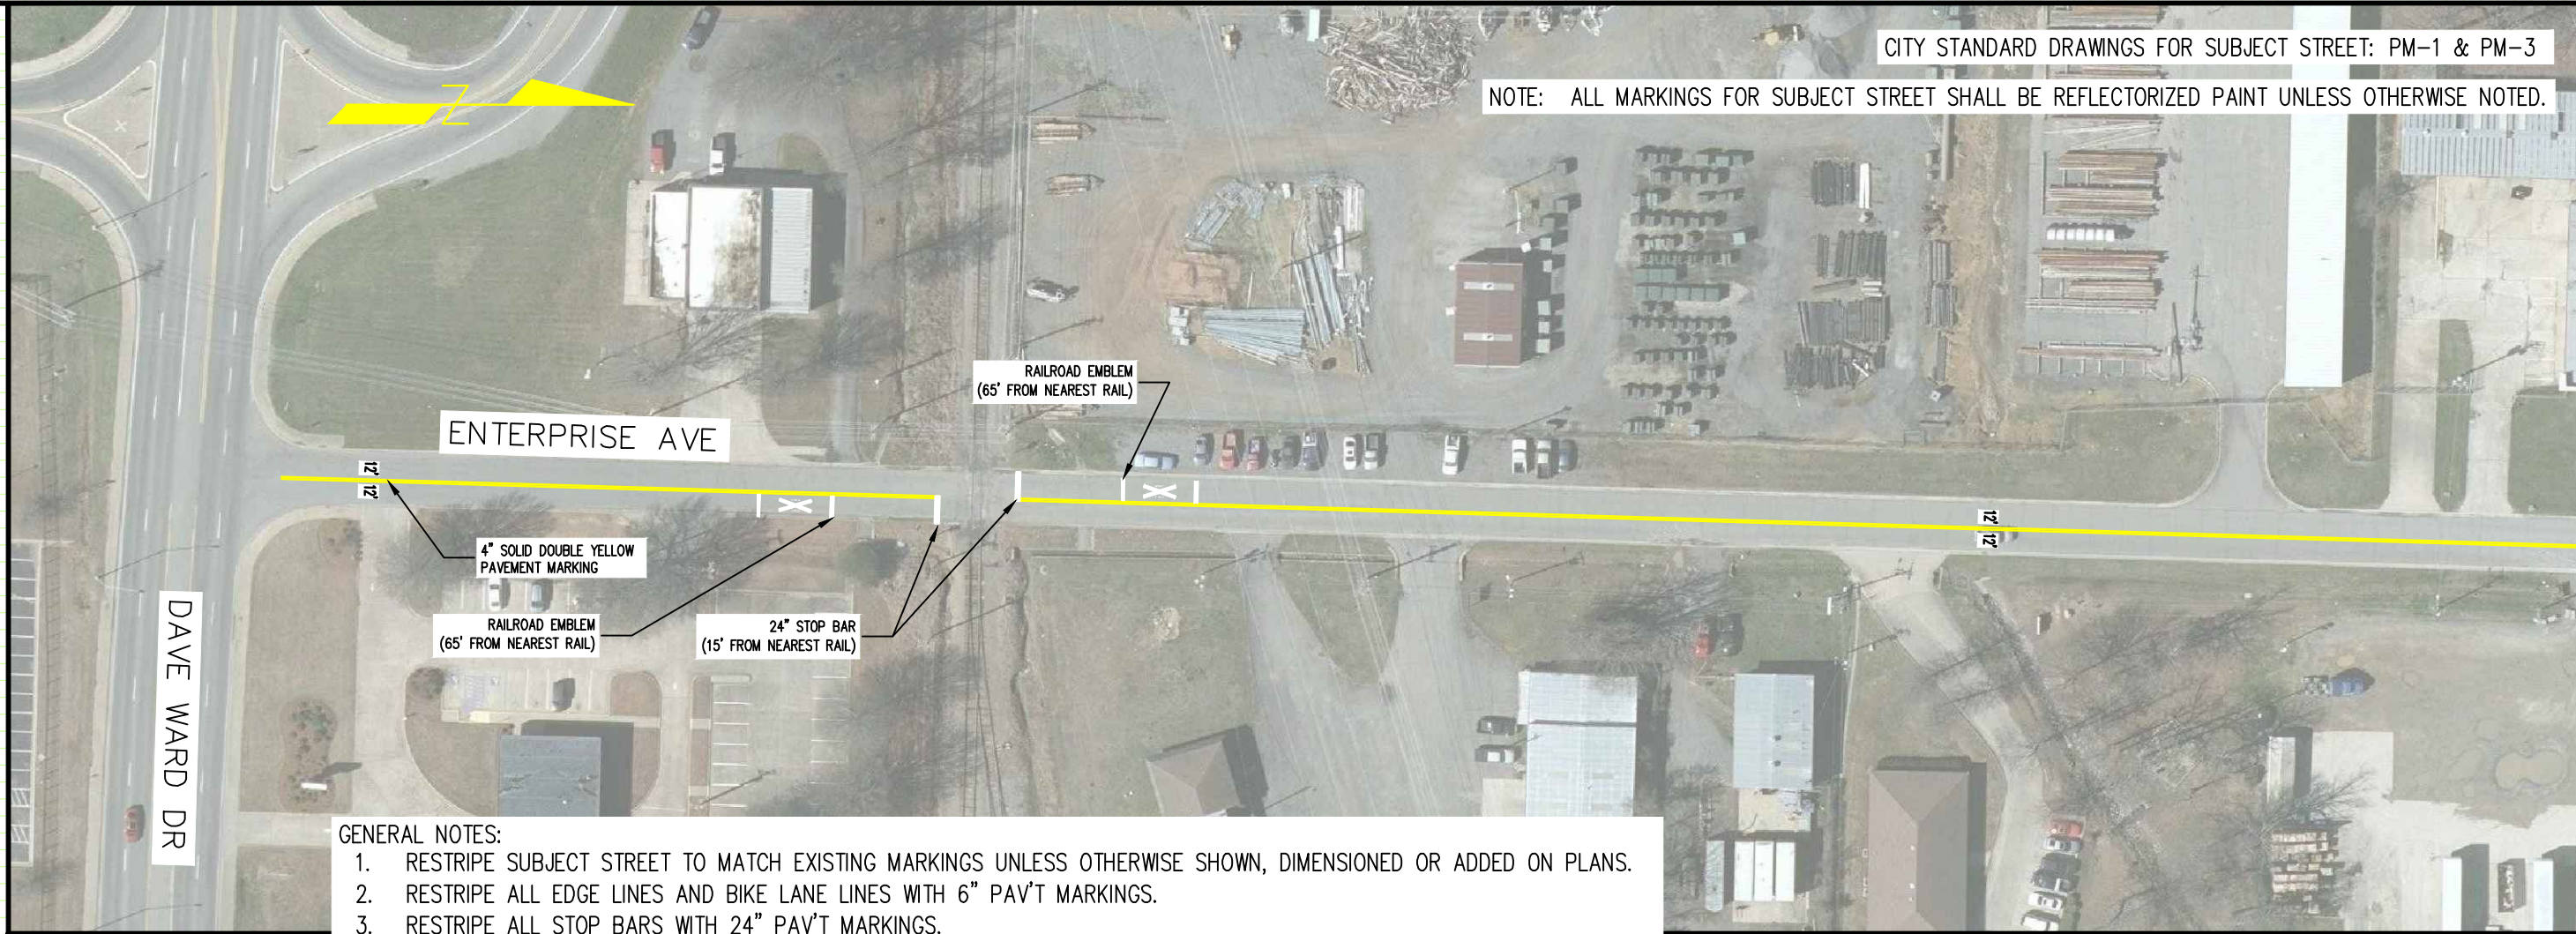 CITY STANDARD DRAWINGS FOR SUBJECT STREET: PM-1 & PM-3
NOTE: ALL MARKINGS FOR SUBJECT STREET SHALL BE REFLECTORIZED PAINT UNLESS OTHERWISE NOTED.
Z
RAILROAD EMBLEM
(65' FROM NEAREST RAIL)
ENTERPRISE AVE
12'
12'
12'
12'
4" SOLID DOUBLE YELLOW
PAVEMENT MARKING
RAILROAD EMBLEM
(65' FROM NEAREST RAIL)
24" STOP BAR
(15' FROM NEAREST RAIL)
DAVE WARD DR
GENERAL NOTES:
1. RESTRIPE SUBJECT STREET TO MATCH EXISTING MARKINGS UNLESS OTHERWISE SHOWN, DIMENSIONED OR ADDED ON PLANS.
2. RESTRIPE ALL EDGE LINES AND BIKE LANE LINES WITH 6" PAV'T MARKINGS.
3. RESTRIPE ALL STOP BARS WITH 24" PAV'T MARKINGS.